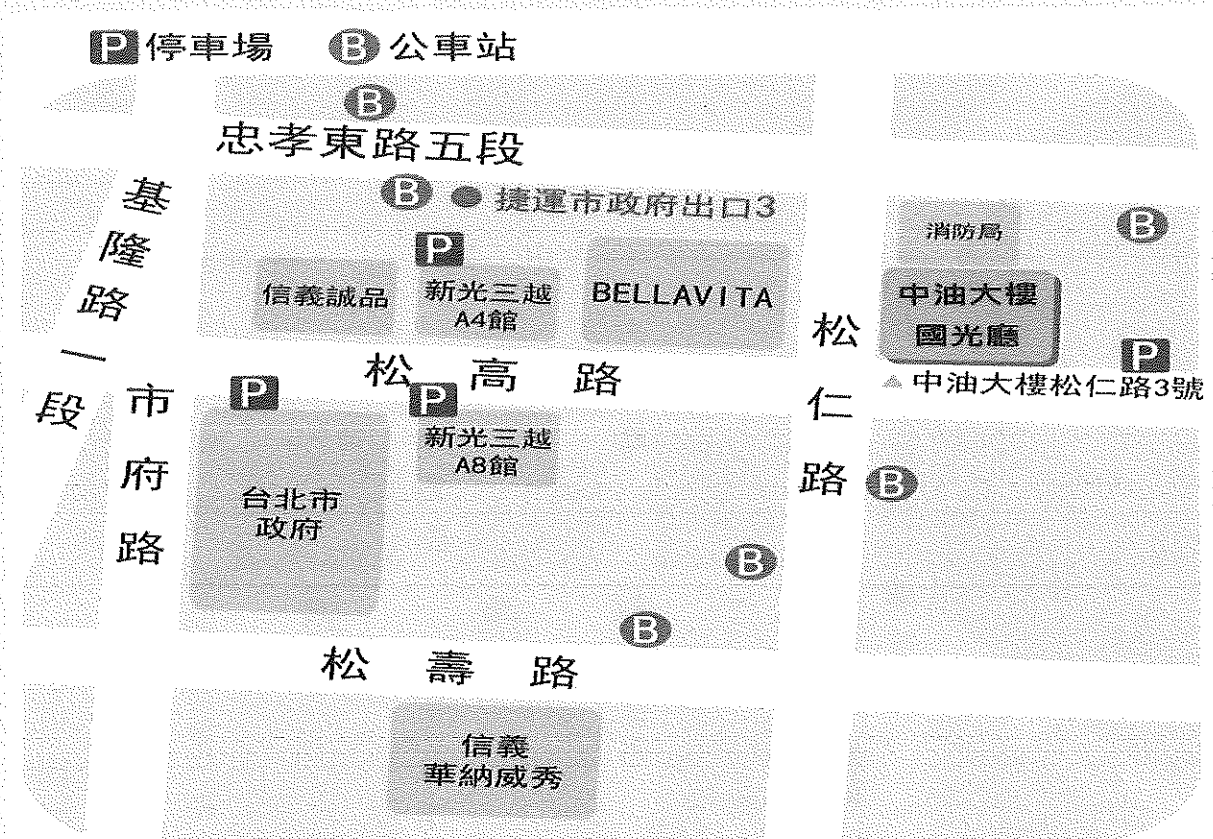 P 停車場 B 公車站
B
忠孝東路五段
B 捷運市政府出口3
B
基隆路一段
消防局
P
信義誠品
新光三越
A4館
BELLAVITA
中油大樓
國光廳
P
松高路
松仁路
中油大樓松仁路3號
市府路
P
P
新光三越
A8館
台北市
政府
B
B
B
松壽路
信義
華納威秀